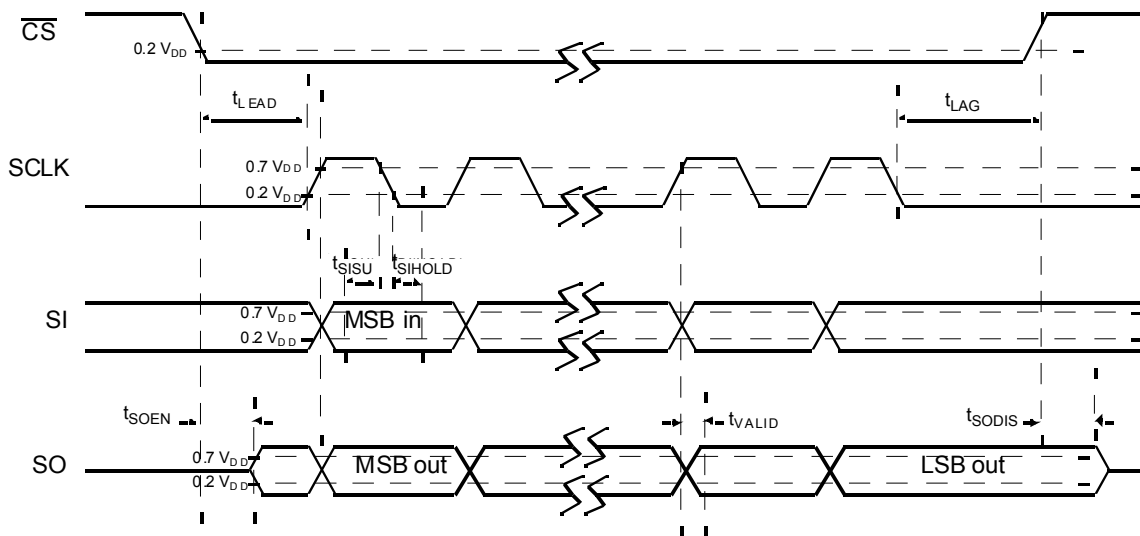 CS
0.2 VDD
tLEAD
tLAG
SCLK
0.7 VDD
0.2 VDD
tSISU
tSIHOLD
SI
0.7 VDD
MSB in
0.2 VDD
tSOEN
tVALID
tSODIS
SO
0.7 VDD
MSB out
LSB out
0.2 VDD